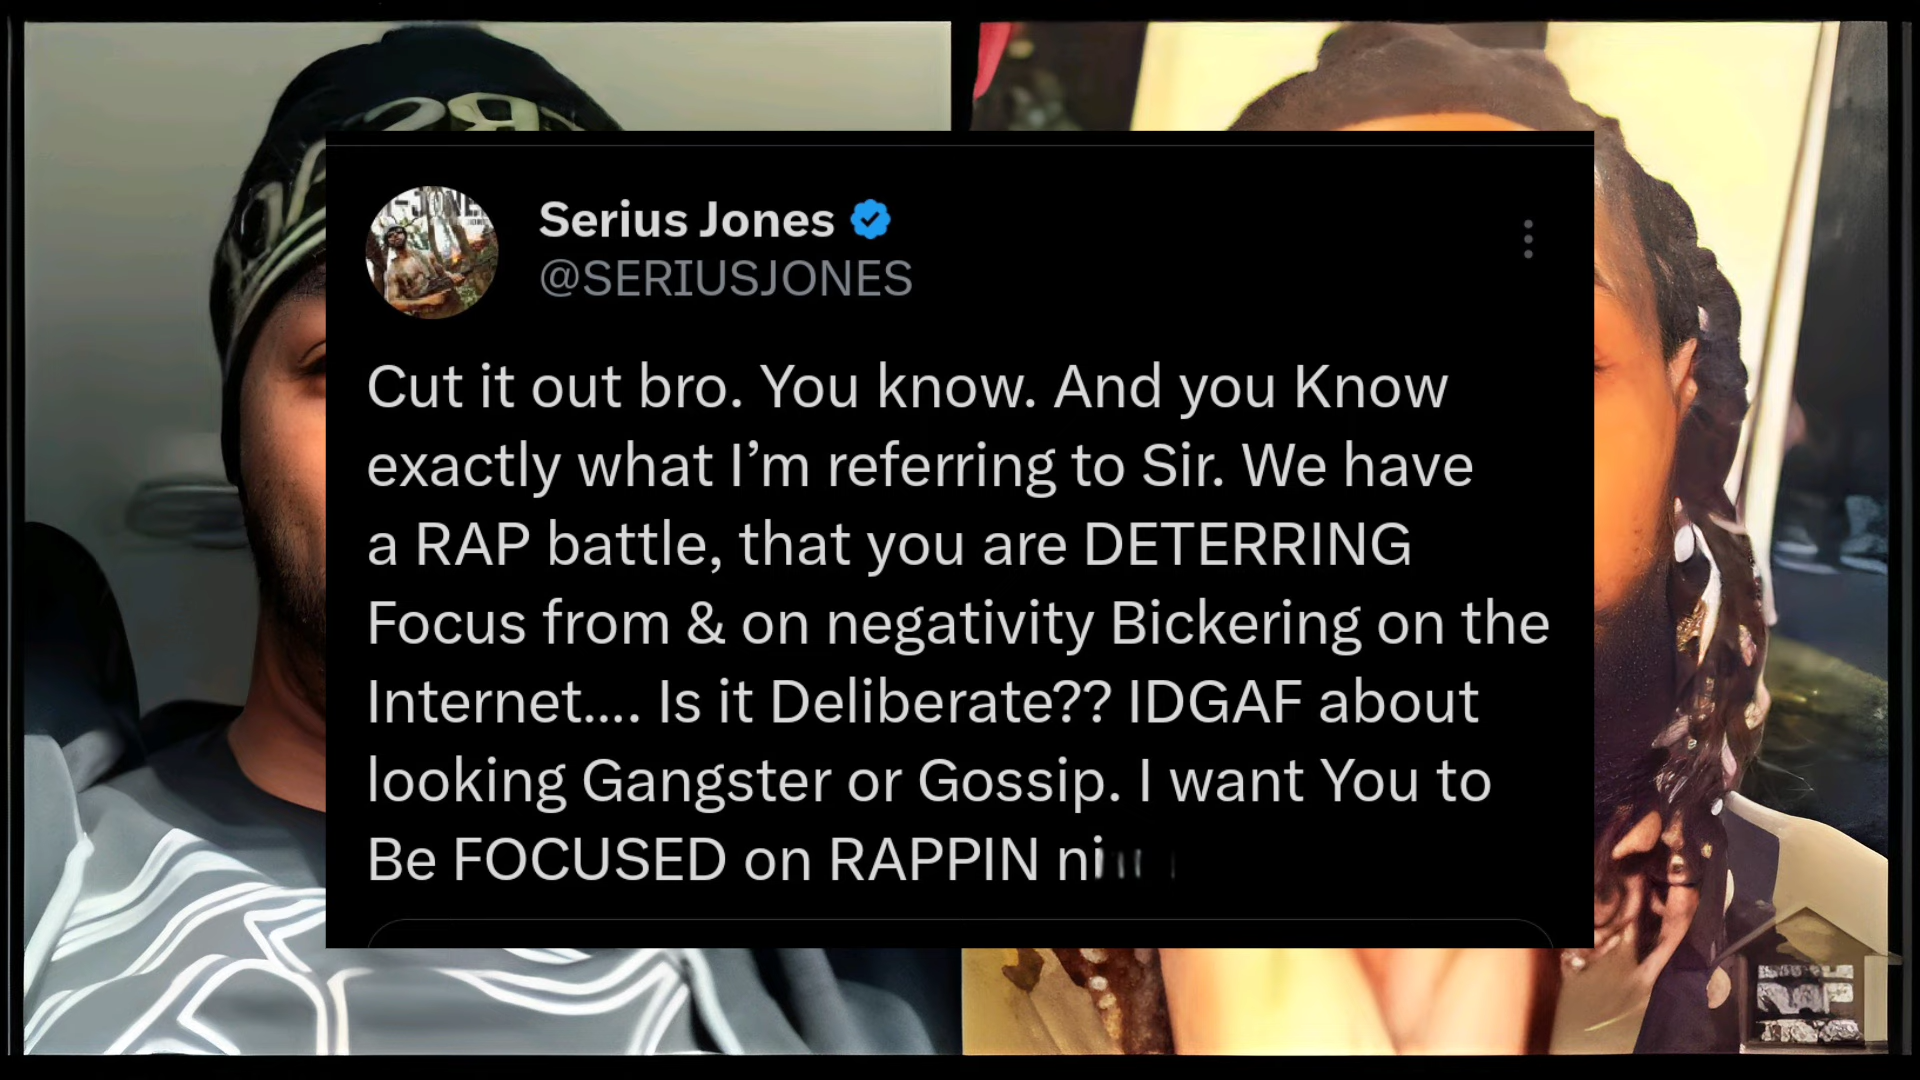 Serius Jones
@SERIUSJONES
Cut it out bro. You know. And you Know
exactly what I’m referring to Sir. We have
a RAP battle, that you are DETERRING
Focus from & on negativity Bickering on the
Internet.... Is it Deliberate?? IDGAF about
looking Gangster or Gossip. I want You to
Be FOCUSED on RAPPIN ni